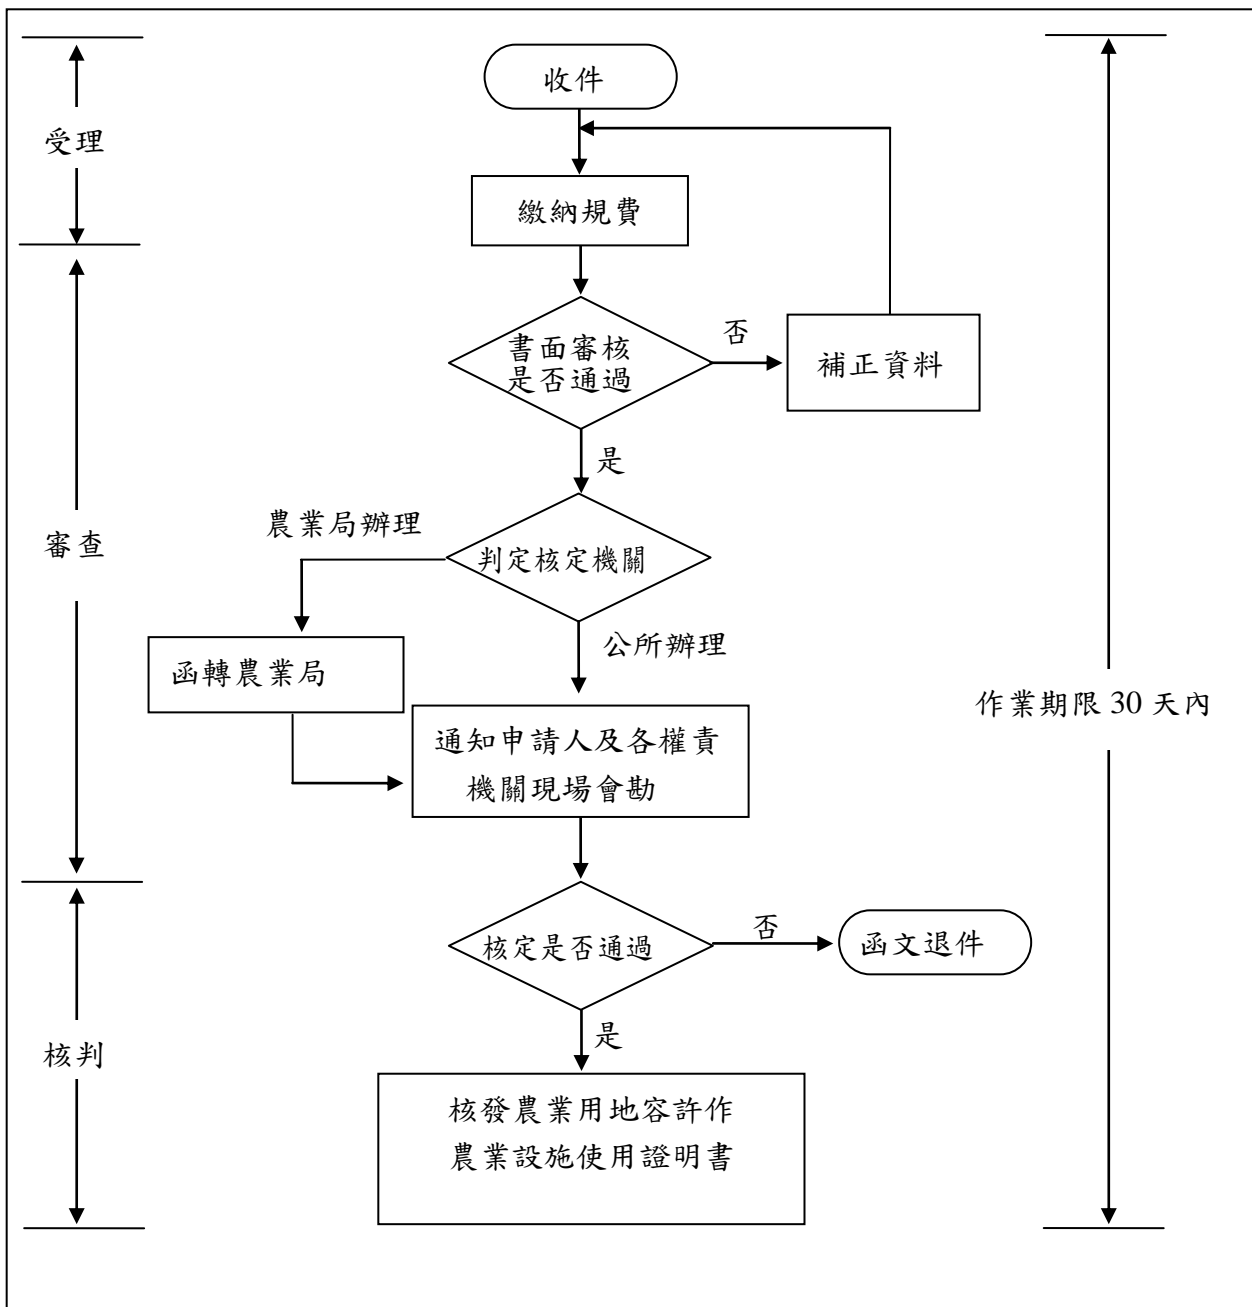 收件
受理
繳納規費
書面審核
是否通過
否
補正資料
是
農業局辦理
判定核定機關
審查
公所辦理
函轉農業局
作業期限 30 天內
通知申請人及各權責
機關現場會勘
核定是否通過
否
函文退件
是
核判
核發農業用地容許作
農業設施使用證明書